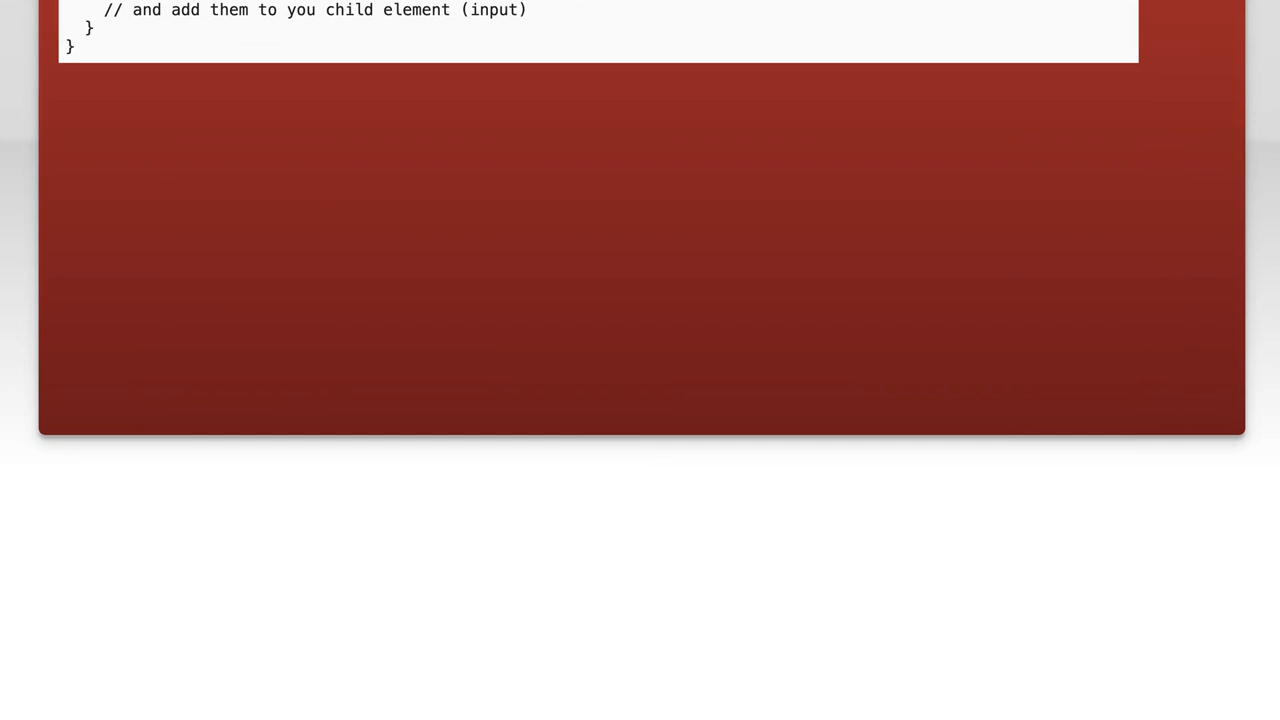 // and add them to you child element (input)
}
}